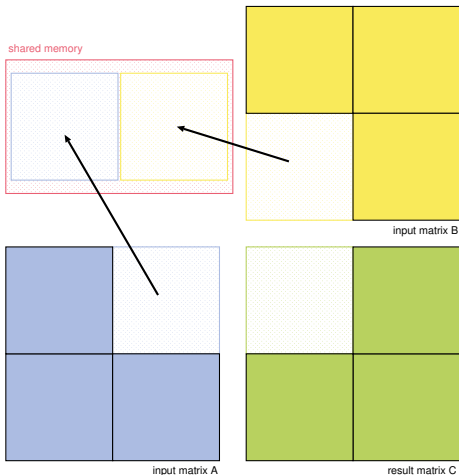 shared memory
input matrix B
input matrix A
result matrix C